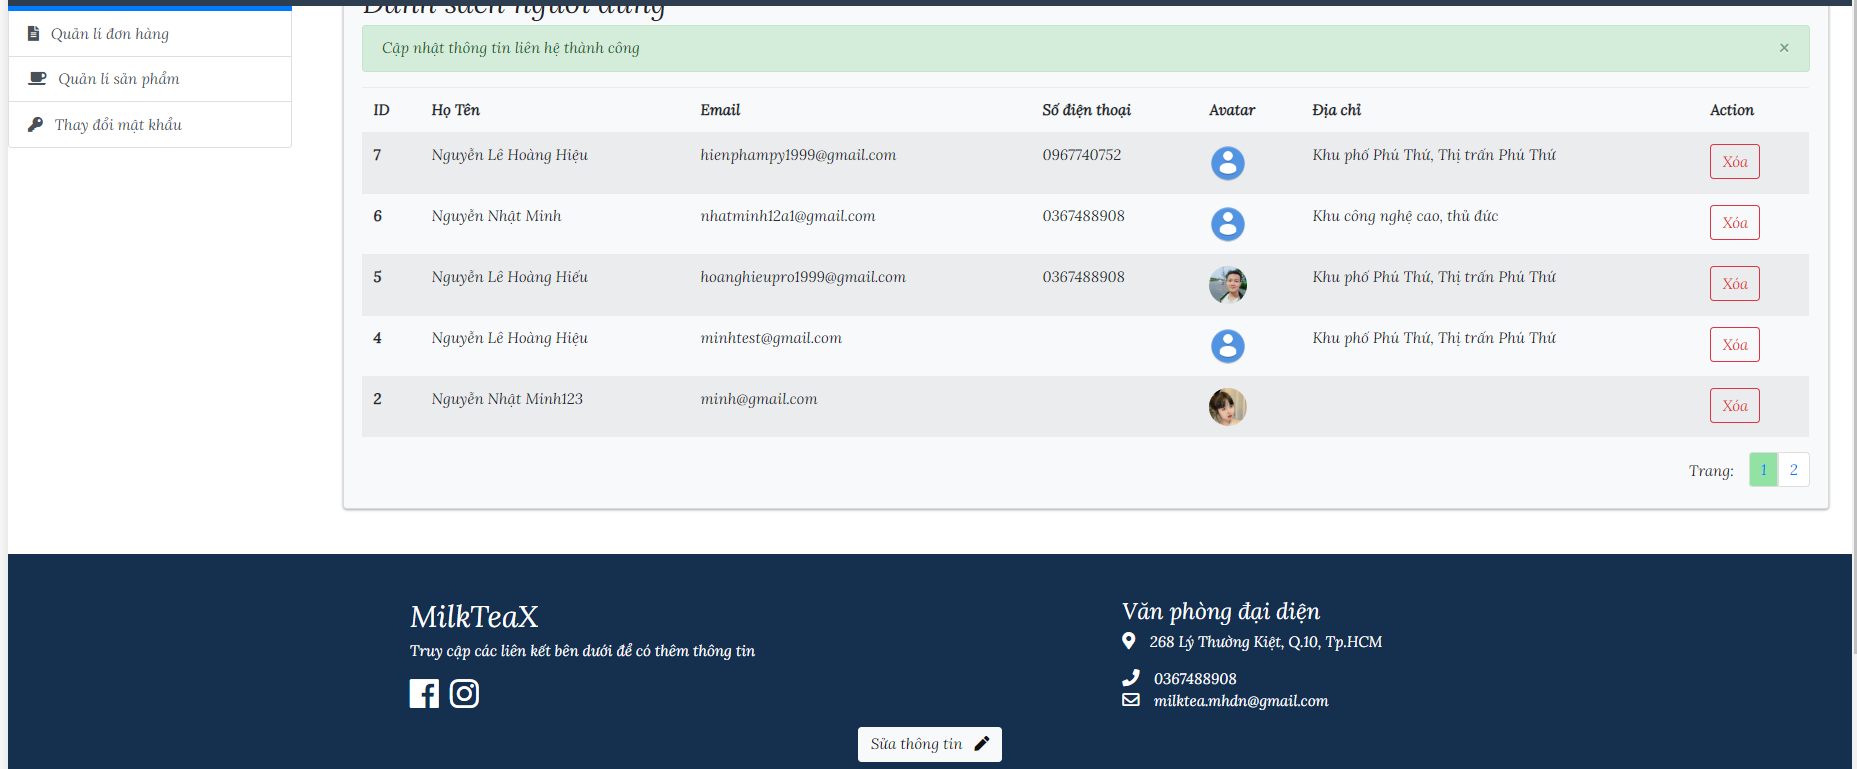 Danh sách người dùng
Quản lí đơn hàng
Quản lí sản phẩm
Thay đổi mật khẩu
Cập nhật thông tin liên hệ thành công ×
ID Họ Tên Email Số điện thoại Avatar Địa chỉ Action
7 Nguyễn Lê Hoàng Hiệu hienphampy1999@gmail.com 0967740752 Khu phố Phú Thứ, Thị trấn Phú Thứ Xóa
6 Nguyễn Nhật Minh nhatminh12a1@gmail.com 0367488908 Khu công nghệ cao, thủ đức Xóa
5 Nguyễn Lê Hoàng Hiếu hoanghieupro1999@gmail.com 0367488908 Khu phố Phú Thứ, Thị trấn Phú Thứ Xóa
4 Nguyễn Lê Hoàng Hiệu minhtest@gmail.com Khu phố Phú Thứ, Thị trấn Phú Thứ Xóa
2 Nguyễn Nhật Minh123 minh@gmail.com Xóa
Trang: 1 2
MilkTeaX
Truy cập các liên kết bên dưới để có thêm thông tin
Văn phòng đại diện
268 Lý Thường Kiệt, Q.10, Tp.HCM
0367488908
milktea.mhdn@gmail.com
Sửa thông tin